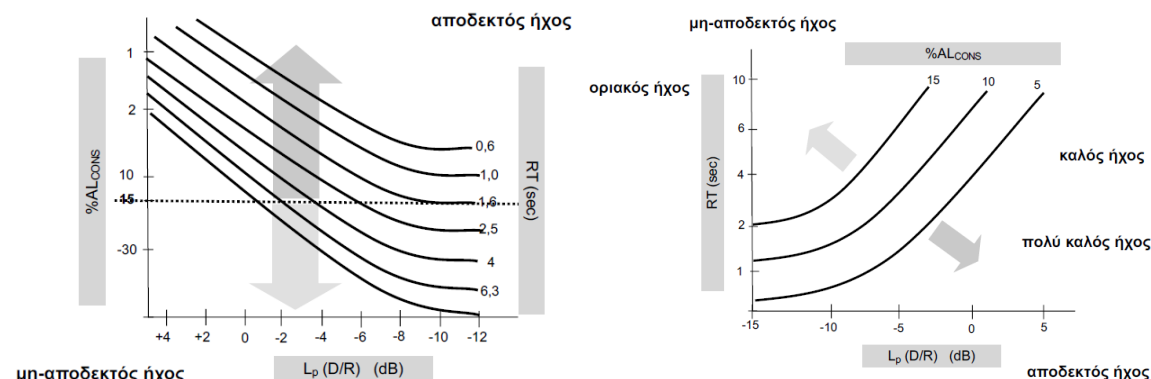 αποδεκτός ήχος
1
2
10
15
-30
%ALCONS
0,6
1,0
1,6
2,5
4
6,3
RT (sec)
+4 +2 0 -2 -4 -6 -8 -10 -12
Lp (D/R) (dB)
μη-αποδεκτός ήχος
μη-αποδεκτός ήχος
%ALCONS
οριακός ήχος
15 10 5
10
6
4
2
1
RT (sec)
καλός ήχος
πολύ καλός ήχος
-15 -10 -5 0 5
Lp (D/R) (dB)
αποδεκτός ήχος